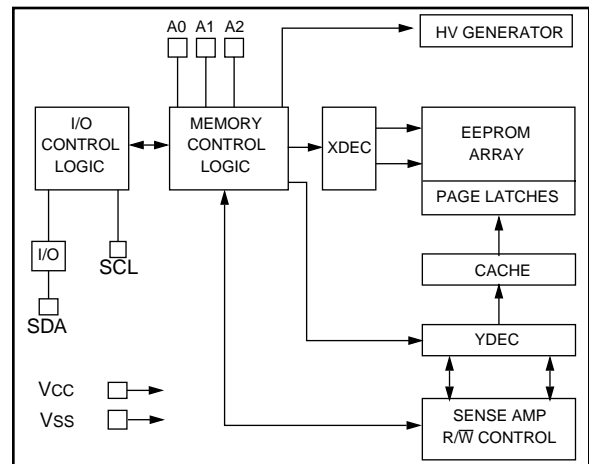 A0 A1 A2
HV GENERATOR
I/O
CONTROL
LOGIC
MEMORY
CONTROL
LOGIC
XDEC
EEPROM
ARRAY
PAGE LATCHES
I/O
SCL
SDA
CACHE
YDEC
VCC
VSS
SENSE AMP
R/W̅ CONTROL